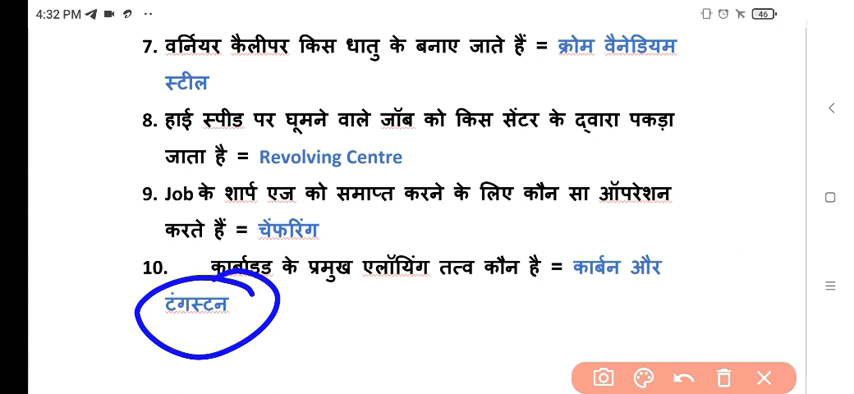 4:32 PM
46
7. वर्नियर कैलीपर किस धातु के बनाए जाते हैं = क्रोम वैनेडियम
स्टील
8. हाई स्पीड पर घूमने वाले जॉब को किस सेंटर के द्वारा पकड़ा
जाता है = Revolving Centre
9. Job के शार्प एज को समाप्त करने के लिए कौन सा ऑपरेशन
करते हैं = चेंफरिंग
10. कार्बाइड के प्रमुख एलॉयिंग तत्व कौन है = कार्बन और
टंगस्टन